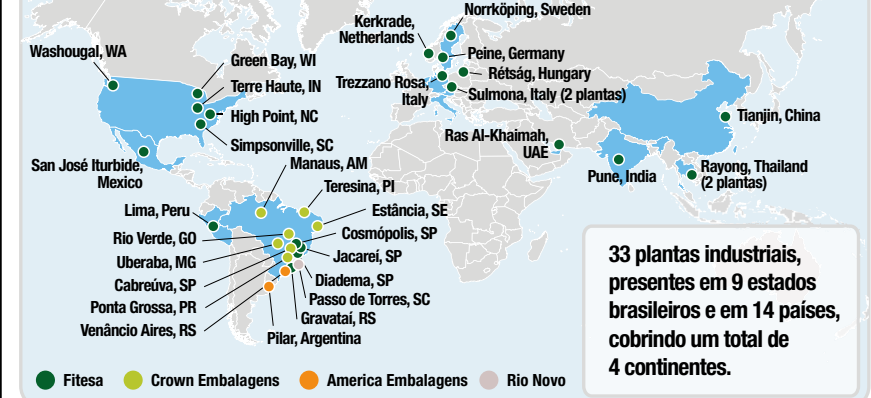 Norrköping, Sweden
Kerkrade,
Netherlands
Washougal, WA
Green Bay, WI
Peine, Germany
Terre Haute, IN
Trezzano Rosa,
Italy
Rétság, Hungary
Sulmona, Italy (2 plantas)
High Point, NC
Tianjin, China
Simpsonville, SC
Ras Al-Khaimah,
UAE
San José Iturbide,
Mexico
Manaus, AM
Pune, India
Rayong, Thailand
(2 plantas)
Teresina, PI
Lima, Peru
Estância, SE
Rio Verde, GO
Cosmópolis, SP
Uberaba, MG
Jacareí, SP
Cabreúva, SP
Diadema, SP
Ponta Grossa, PR
Passo de Torres, SC
Venâncio Aires, RS
Gravataí, RS
Pilar, Argentina
33 plantas industriais,
presentes em 9 estados
brasileiros e em 14 países,
cobrindo um total de
4 continentes.
Fitesa
Crown Embalagens
America Embalagens
Rio Novo